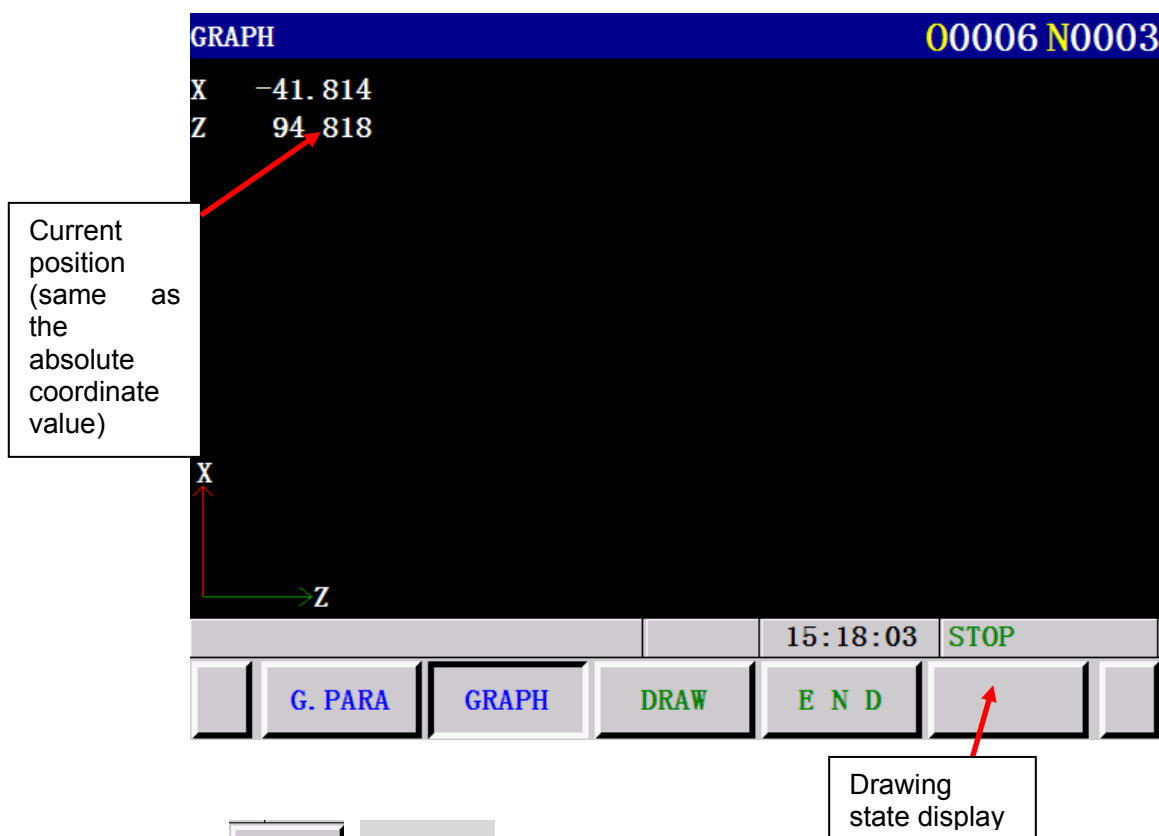 GRAPH O0006 N0003
X -41.814
Z 94.818
Current
position
(same as
the
absolute
coordinate
value)
X
Z
15:18:03 STOP
G.PARA GRAPH DRAW E N D
Drawing
state display